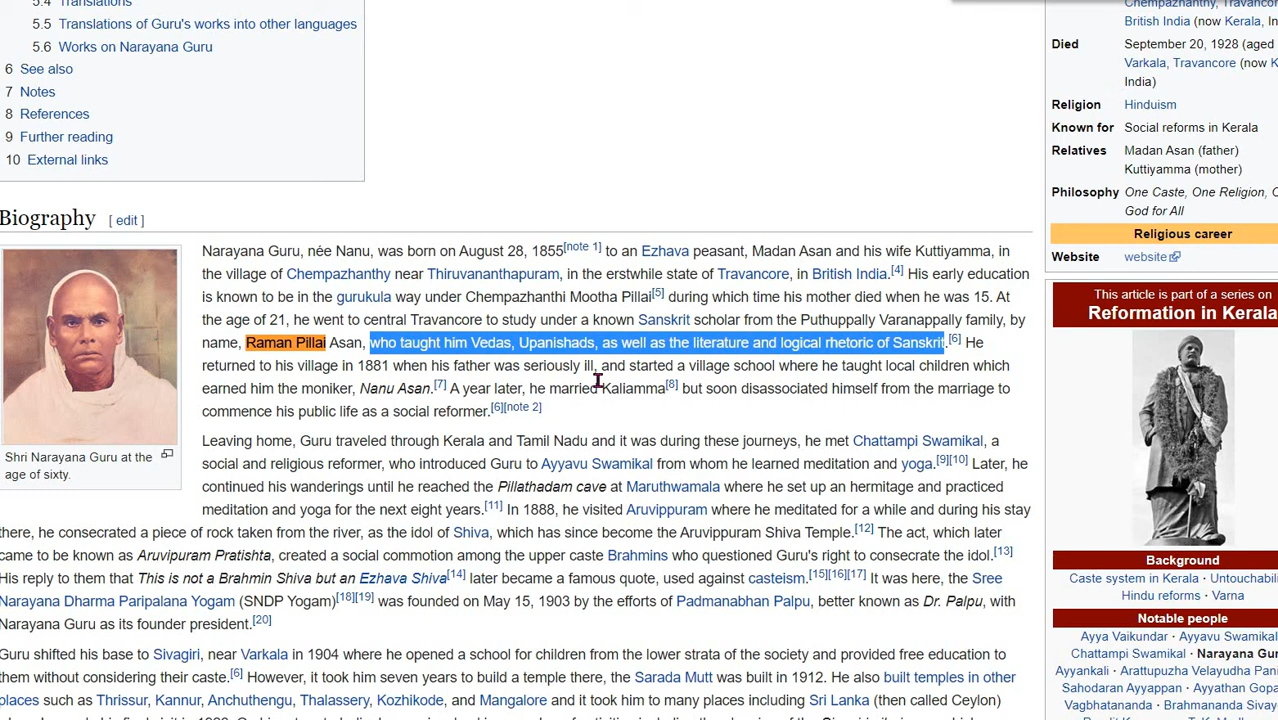 5.4 Translations
5.5 Translations of Guru's works into other languages
5.6 Works on Narayana Guru
6 See also
7 Notes
8 References
9 Further reading
10 External links
Biography [ edit ]
Shri Narayana Guru at the
age of sixty.
Narayana Guru, née Nanu, was born on August 28, 1855[note 1] to an Ezhava peasant, Madan Asan and his wife Kuttiyamma, in
the village of Chempazhanthy near Thiruvananthapuram, in the erstwhile state of Travancore, in British India.[4] His early education
is known to be in the gurukula way under Chempazhanthi Mootha Pillai[5] during which time his mother died when he was 15. At
the age of 21, he went to central Travancore to study under a known Sanskrit scholar from the Puthuppally Varanappally family, by
name, Raman Pillai Asan, who taught him Vedas, Upanishads, as well as the literature and logical rhetoric of Sanskrit.[6] He
returned to his village in 1881 when his father was seriously ill, and started a village school where he taught local children which
earned him the moniker, Nanu Asan.[7] A year later, he married Kaliamma[8] but soon disassociated himself from the marriage to
commence his public life as a social reformer.[6][note 2]
Leaving home, Guru traveled through Kerala and Tamil Nadu and it was during these journeys, he met Chattampi Swamikal, a
social and religious reformer, who introduced Guru to Ayyavu Swamikal from whom he learned meditation and yoga.[9][10] Later, he
continued his wanderings until he reached the Pillathadam cave at Maruthwamala where he set up an hermitage and practiced
meditation and yoga for the next eight years.[11] In 1888, he visited Aruvippuram where he meditated for a while and during his stay
there, he consecrated a piece of rock taken from the river, as the idol of Shiva, which has since become the Aruvippuram Shiva Temple.[12] The act, which later
came to be known as Aruvipuram Pratishta, created a social commotion among the upper caste Brahmins who questioned Guru's right to consecrate the idol.[13]
His reply to them that This is not a Brahmin Shiva but an Ezhava Shiva[14] later became a famous quote, used against casteism.[15][16][17] It was here, the Sree
Narayana Dharma Paripalana Yogam (SNDP Yogam)[18][19] was founded on May 15, 1903 by the efforts of Padmanabhan Palpu, better known as Dr. Palpu, with
Narayana Guru as its founder president.[20]
Guru shifted his base to Sivagiri, near Varkala in 1904 where he opened a school for children from the lower strata of the society and provided free education to
them without considering their caste.[6] However, it took him seven years to build a temple there, the Sarada Mutt was built in 1912. He also built temples in other
places such as Thrissur, Kannur, Anchuthengu, Thalassery, Kozhikode, and Mangalore and it took him to many places including Sri Lanka (then called Ceylon)
Chempazhanthy, Travancor
British India (now Kerala, In
Died September 20, 1928 (aged
Varkala, Travancore (now K
India)
Religion Hinduism
Known for Social reforms in Kerala
Relatives Madan Asan (father)
Kuttiyamma (mother)
Philosophy One Caste, One Religion, O
God for All
Religious career
Website website
This article is part of a series on
Reformation in Kerala
Background
Caste system in Kerala · Untouchabili
Hindu reforms · Varna
Notable people
Ayya Vaikundar · Ayyavu Swamikal
Chattampi Swamikal · Narayana Gur
Ayyankali · Arattupuzha Velayudha Pani
Sahodaran Ayyappan · Ayyathan Gopa
Vagbhatananda · Brahmananda Sivay